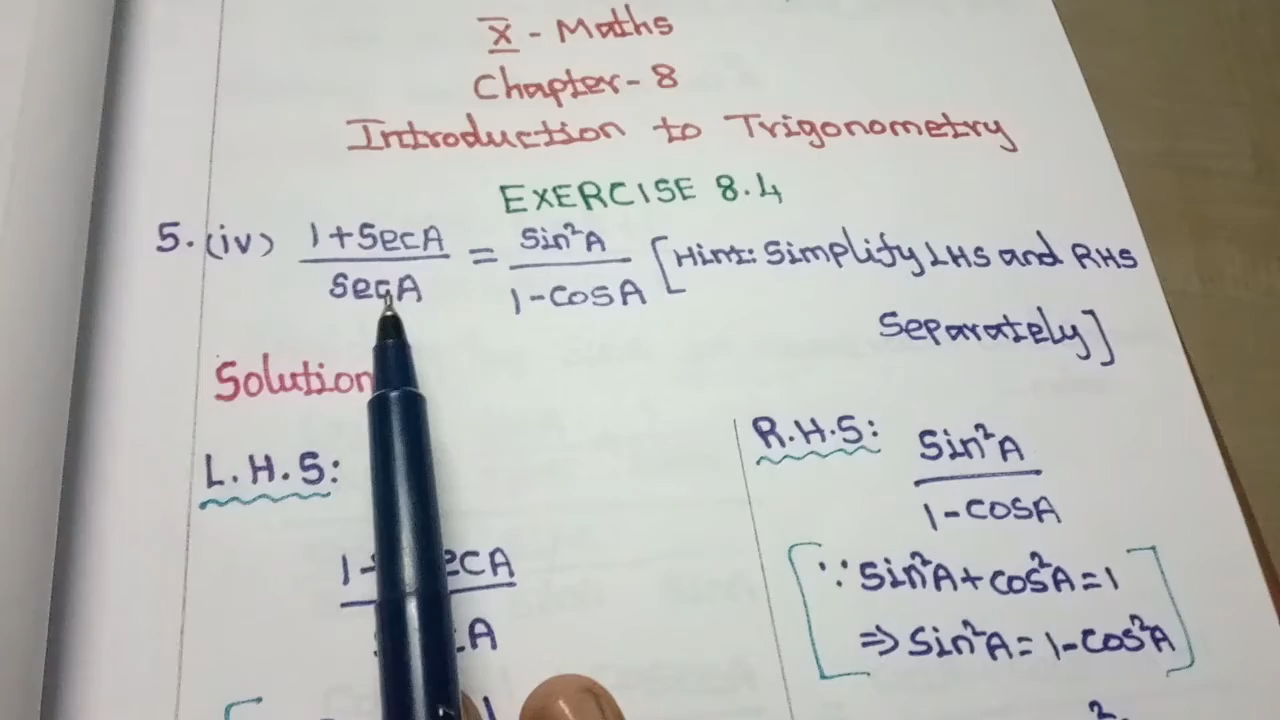 X - Maths
Chapter-8
Introduction to Trigonometry
EXERCISE 8.4
5. (iv) (1+SecA)/(SecA) = (Sin²A)/(1-cosA) [Hint: Simplify LHS and RHS
Separately]
Solution
L.H.S:
R.H.S: (Sin²A)/(1-cosA)
[∵ Sin²A + cos²A = 1
⇒ Sin²A = 1-cos²A]